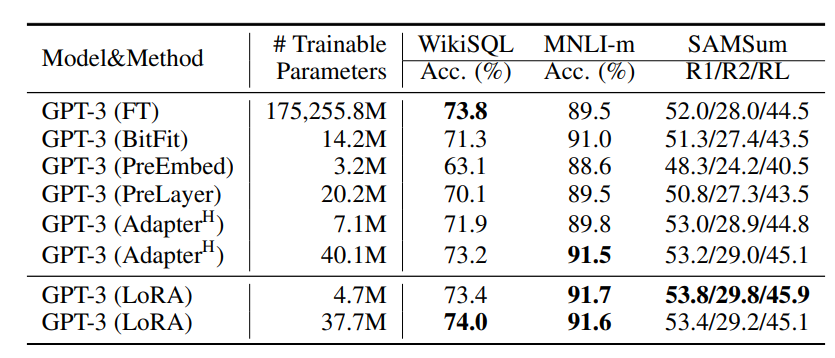 Model&Method # Trainable Parameters WikiSQL MNLI-m SAMSum
Acc. (%) Acc. (%) R1/R2/RL
GPT-3 (FT) 175,255.8M 73.8 89.5 52.0/28.0/44.5
GPT-3 (BitFit) 14.2M 71.3 91.0 51.3/27.4/43.5
GPT-3 (PreEmbed) 3.2M 63.1 88.6 48.3/24.2/40.5
GPT-3 (PreLayer) 20.2M 70.1 89.5 50.8/27.3/43.5
GPT-3 (AdapterH) 7.1M 71.9 89.8 53.0/28.9/44.8
GPT-3 (AdapterH) 40.1M 73.2 91.5 53.2/29.0/45.1
GPT-3 (LoRA) 4.7M 73.4 91.7 53.8/29.8/45.9
GPT-3 (LoRA) 37.7M 74.0 91.6 53.4/29.2/45.1